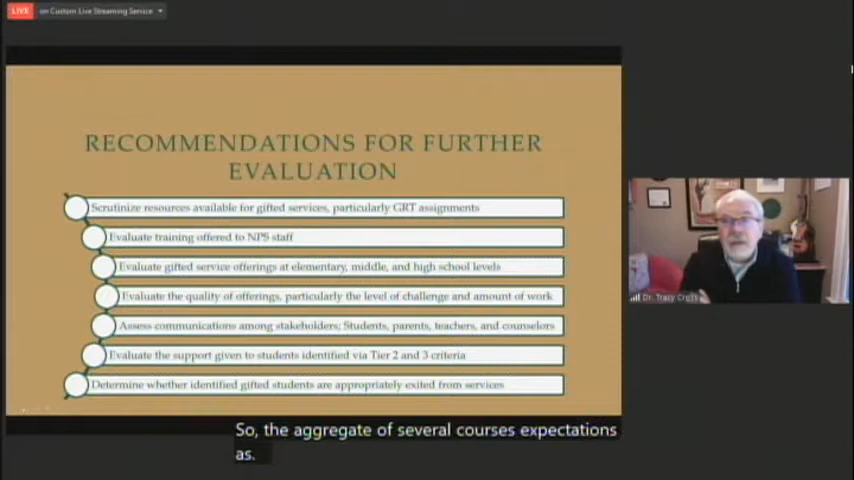 LIVE on Custom Live Streaming Service
RECOMMENDATIONS FOR FURTHER
EVALUATION
Scrutinize resources available for gifted services, particularly GRT assignments
Evaluate training offered to NPS staff
Evaluate gifted service offerings at elementary, middle, and high school levels
Evaluate the quality of offerings, particularly the level of challenge and amount of work
Assess communications among stakeholders; Students, parents, teachers, and counselors
Evaluate the support given to students identified via Tier 2 and 3 criteria
Determine whether identified gifted students are appropriately exited from services
Dr. Tracy Cross
So, the aggregate of several courses expectations
as.